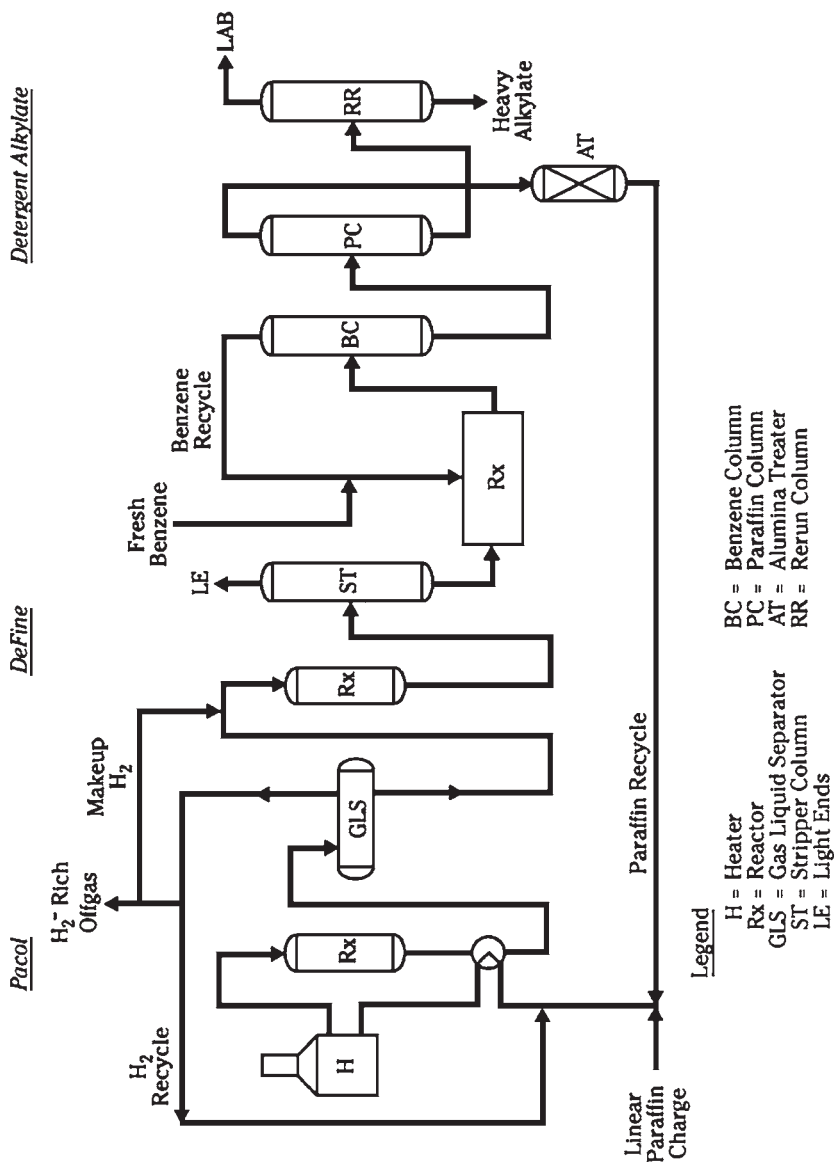 Pacol
DeFine
Detergent Alkylate
H2- Rich
Offgas
Makeup
H2
H2
Recycle
LE
Fresh
Benzene
Benzene
Recycle
LAB
H
Rx
GLS
Rx
ST
Rx
BC
PC
RR
Heavy
Alkylate
AT
Linear
Paraffin
Charge
Paraffin Recycle
Legend
H = Heater
Rx = Reactor
GLS = Gas Liquid Separator
ST = Stripper Column
LE = Light Ends
BC = Benzene Column
PC = Paraffin Column
AT = Alumina Treater
RR = Rerun Column